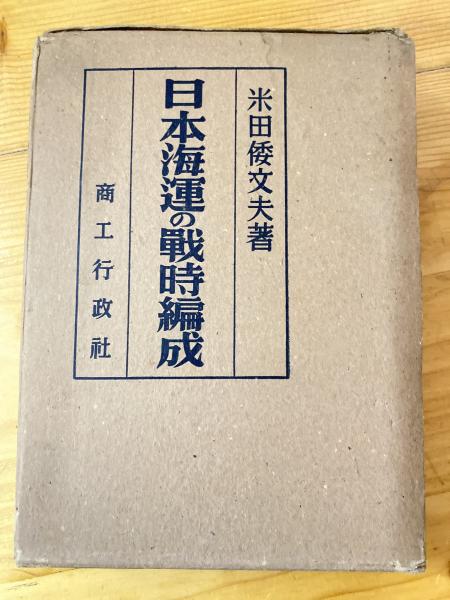 米田倭文夫著
日本海運の戰時編成
商工行政社